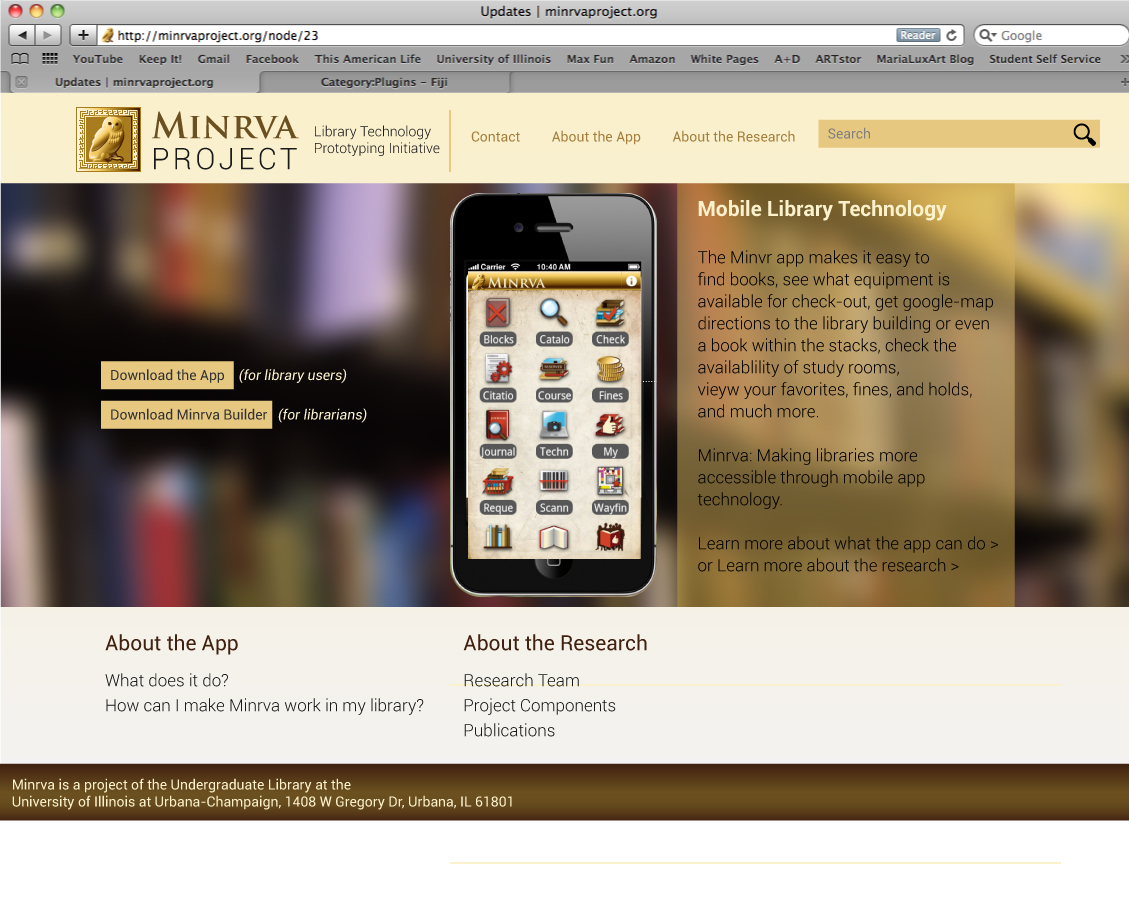 Updates | minrvaproject.org
http://minrvaproject.org/node/23
Reader
Google
YouTube Keep It! Gmail Facebook This American Life University of Illinois Max Fun Amazon White Pages A+D ARTstor MariaLuxArt Blog Student Self Service
Updates | minrvaproject.org Category:Plugins – Fiji
MINRVA
PROJECT
Library Technology
Prototyping Initiative
Contact About the App About the Research
Search
Download the App (for library users)
Download Minrva Builder (for librarians)
Carrier 10:40 AM
MINRVA
Blocks Catalo Check
Citatio Course Fines
Journal Techn My
Reque Scann Wayfin
Mobile Library Technology
The Minvr app makes it easy to
find books, see what equipment is
available for check-out, get google-map
directions to the library building or even
a book within the stacks, check the
availablility of study rooms,
vieyw your favorites, fines, and holds,
and much more.
Minrva: Making libraries more
accessible through mobile app
technology.
Learn more about what the app can do >
or Learn more about the research >
About the App
What does it do?
How can I make Minrva work in my library?
About the Research
Research Team
Project Components
Publications
Minrva is a project of the Undergraduate Library at the
University of Illinois at Urbana-Champaign, 1408 W Gregory Dr, Urbana, IL 61801